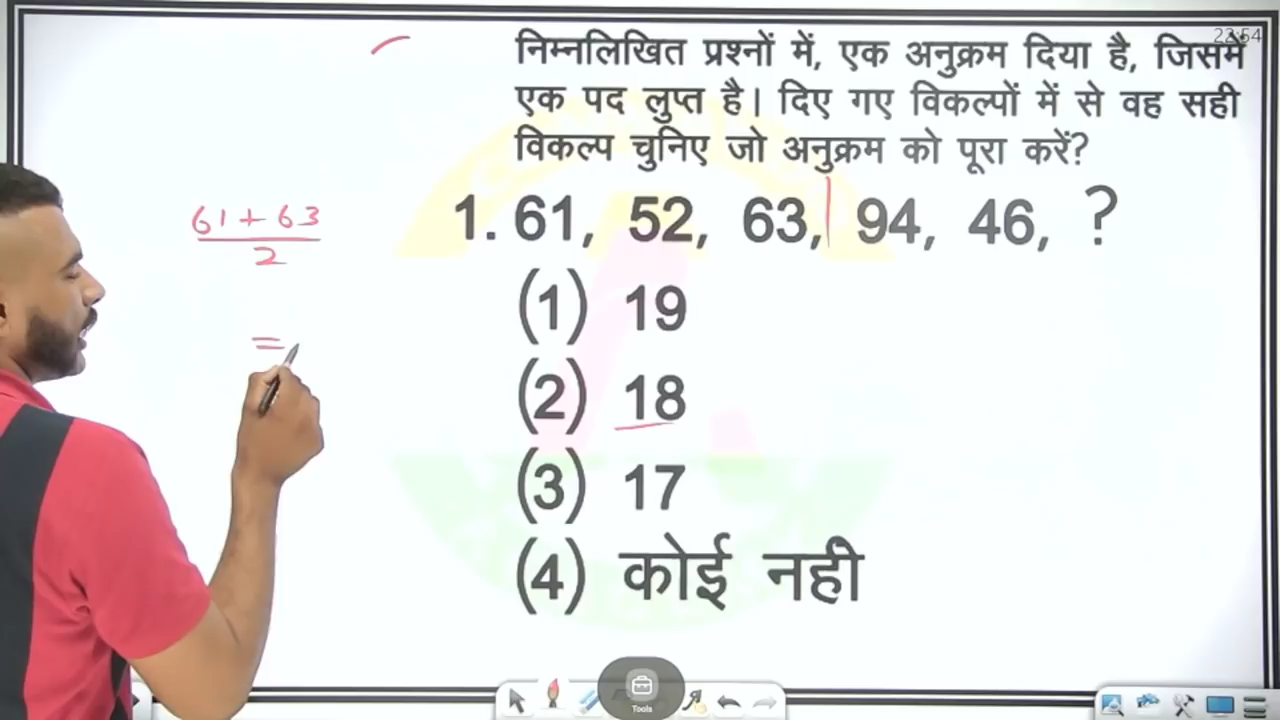 22:54
निम्नलिखित प्रश्नों में, एक अनुक्रम दिया है, जिसमें
एक पद लुप्त है। दिए गए विकल्पों में से वह सही
विकल्प चुनिए जो अनुक्रम को पूरा करें?
1. 61, 52, 63, 94, 46, ?
61 + 63
2
=
(1) 19
(2) 18
(3) 17
(4) कोई नही
Tools